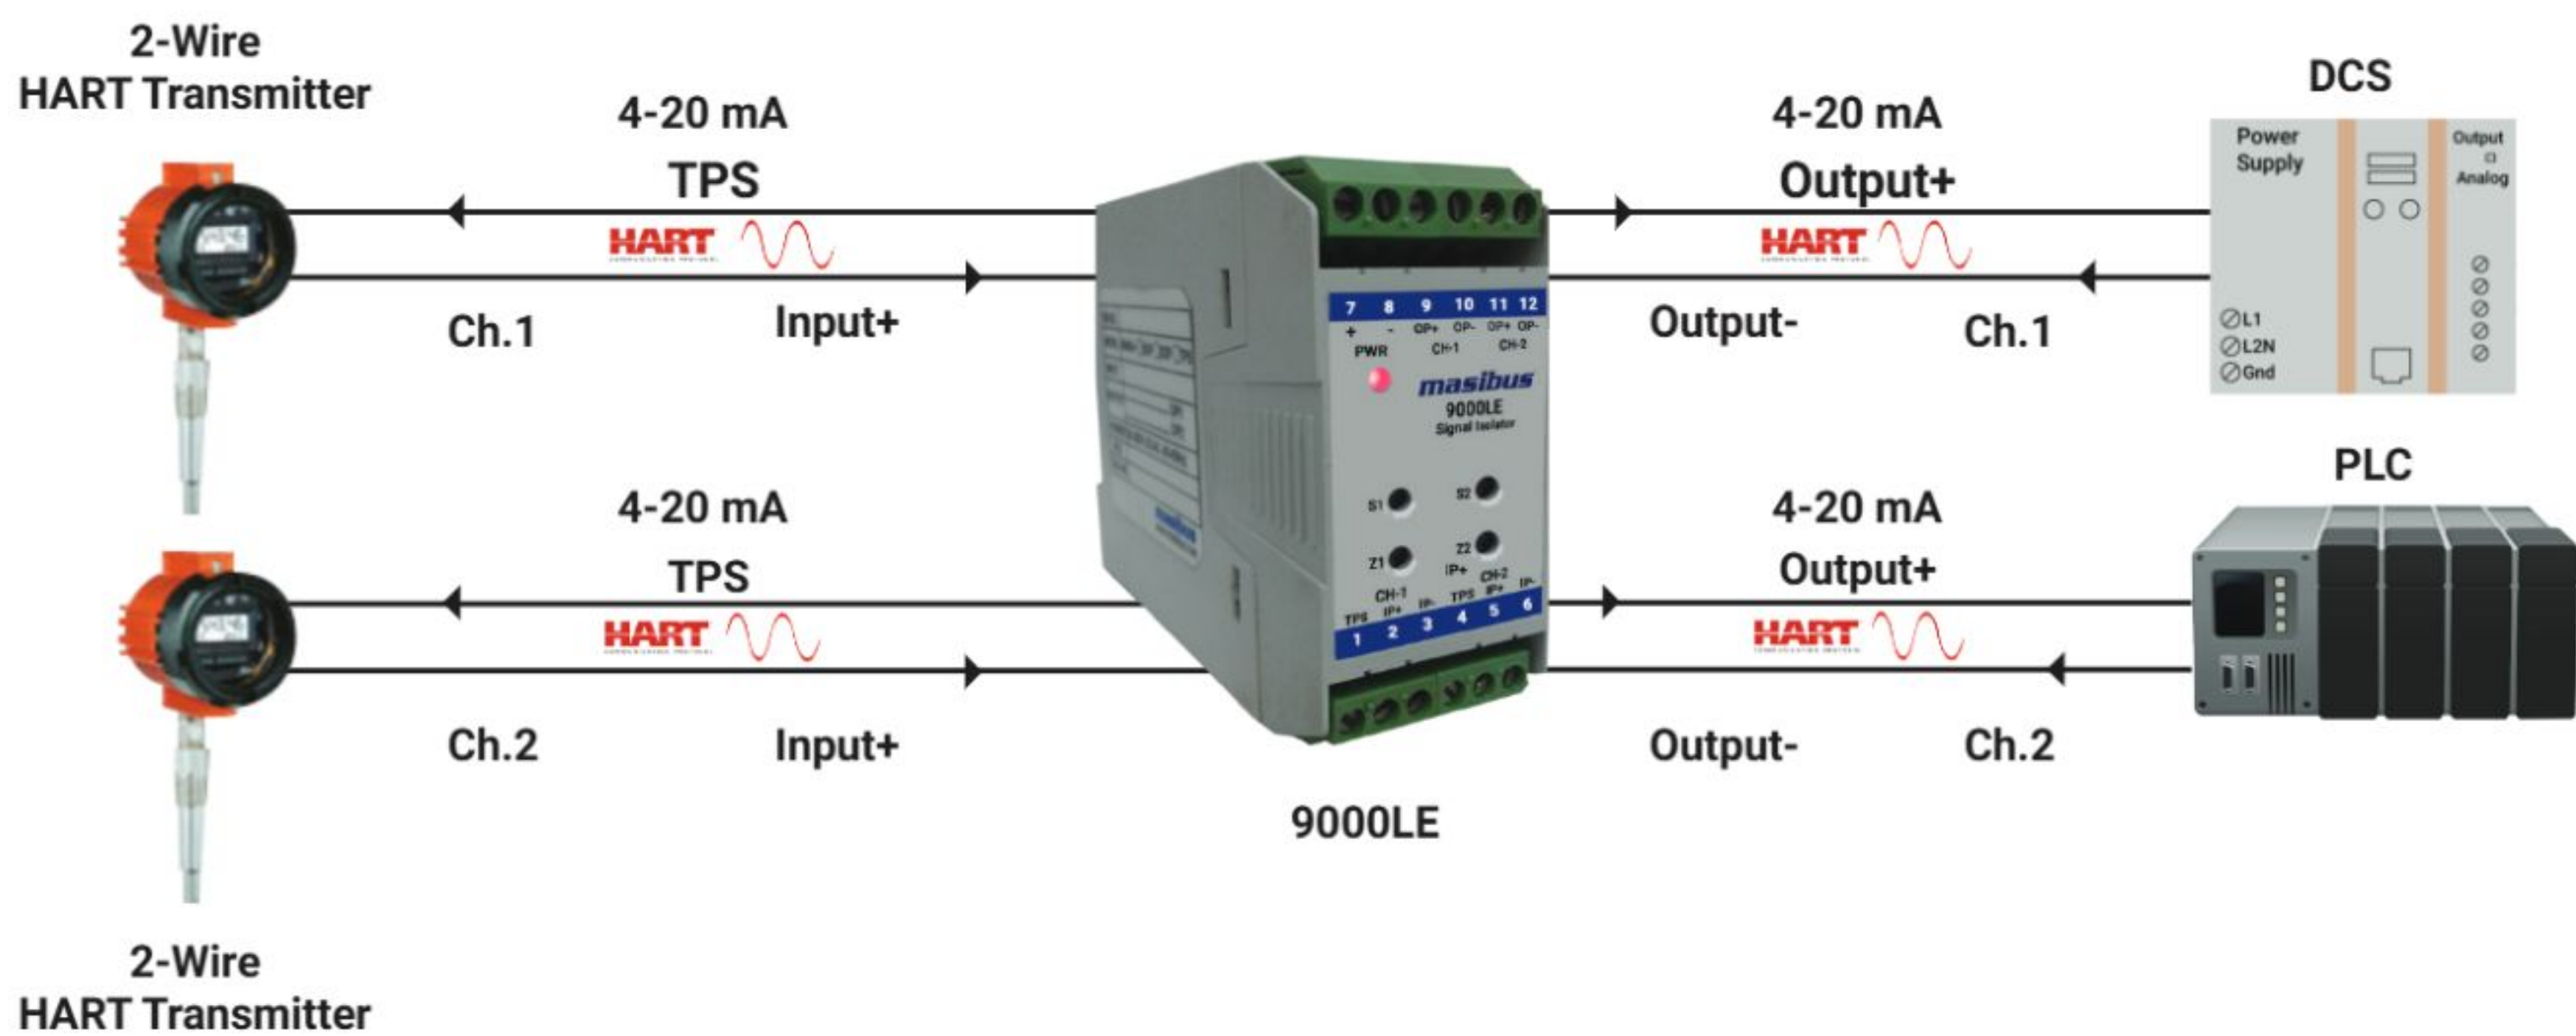 2-Wire
HART Transmitter
4-20 mA
TPS
HART
Ch.1
Input+
4-20 mA
Output+
HART
Output-
Ch.1
DCS
Power
Supply
Output
Analog
L1
L2N
Gnd
7 8 9 10 11 12
+ - OP+ OP- OP+ OP-
PWR CH-1 CH-2
masibus
9000LE
Signal Isolator
S1 S2
Z1 Z2
IP+
CH-1 CH-2
TPS IP+ IP- TPS IP+ IP-
1 2 3 4 5 6
4-20 mA
TPS
HART
Ch.2
Input+
4-20 mA
Output+
HART
Output-
Ch.2
PLC
9000LE
2-Wire
HART Transmitter